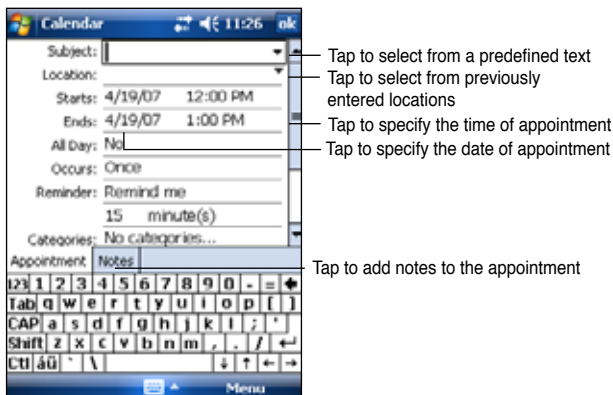 Calendar 11:26 ok
Subject:
Tap to select from a predefined text
Location:
Tap to select from previously
entered locations
Starts: 4/19/07 12:00 PM
Ends: 4/19/07 1:00 PM
Tap to specify the time of appointment
All Day: No
Tap to specify the date of appointment
Occurs: Once
Reminder: Remind me
15 minute(s)
Categories: No categories...
Appointment Notes
Tap to add notes to the appointment
123 1 2 3 4 5 6 7 8 9 0 - =
Tab q w e r t y u i o p [ ]
CAP a s d f g h j k l ; '
Shift z x c v b n m , . /
Ctl áü ` \
Menu